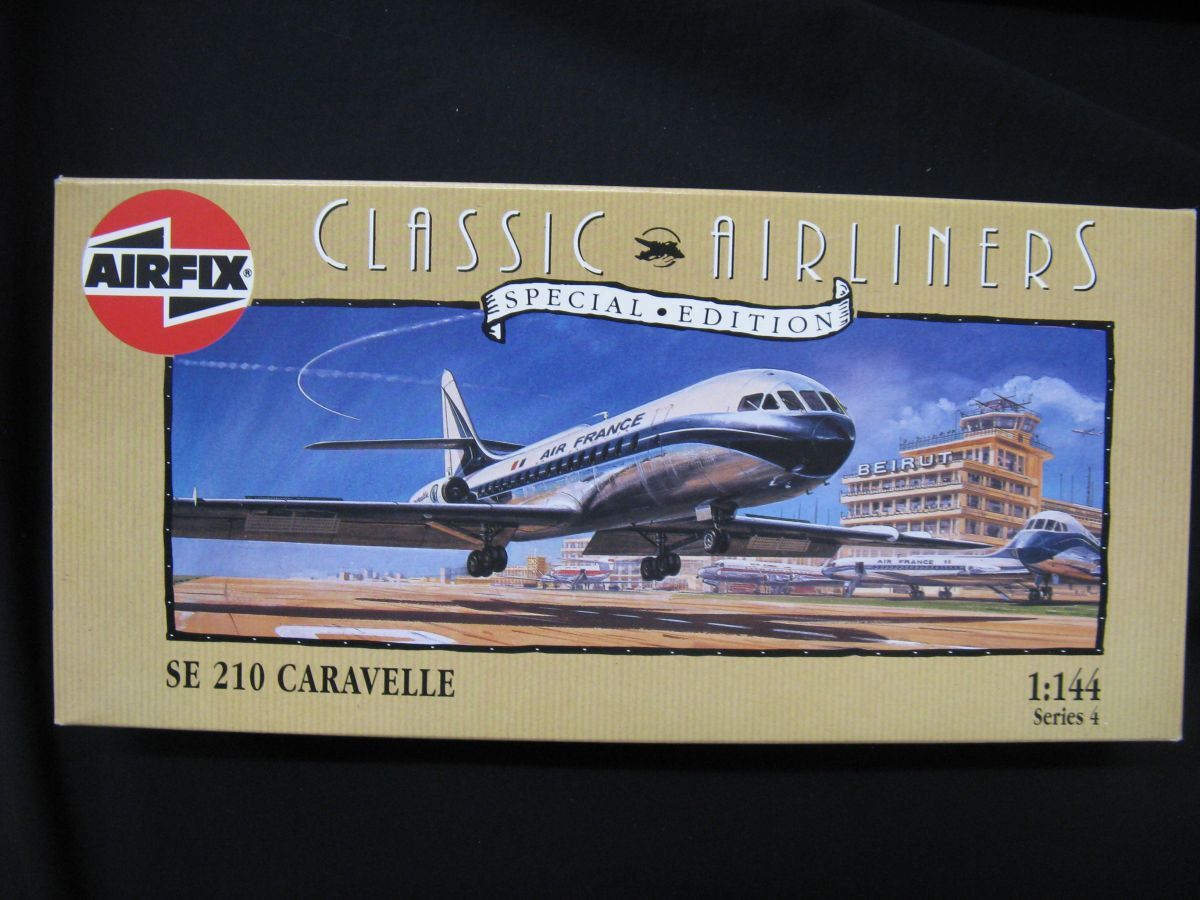 AIRFIX®
CLASSIC AIRLINERS
SPECIAL • EDITION
AIR FRANCE
BEIRUT
AIR FRANCE
SE 210 CARAVELLE
1:144
Series 4